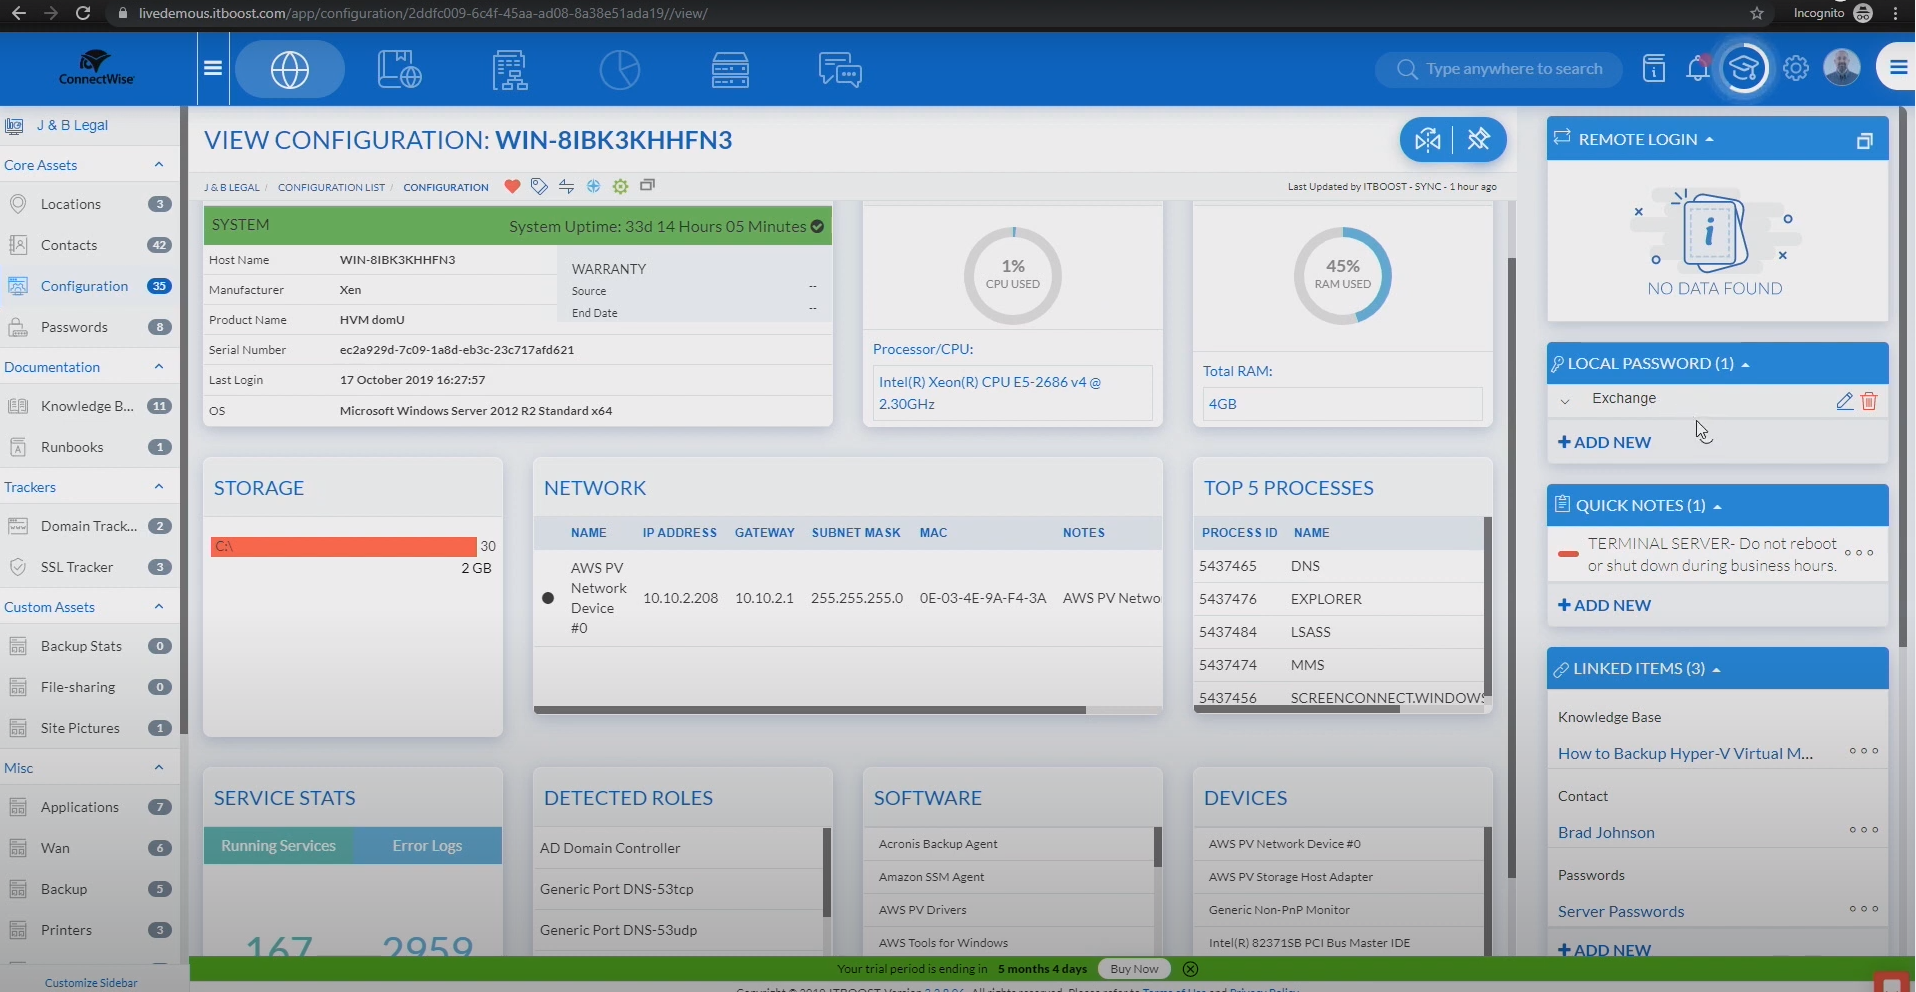 livedemous.itboost.com/app/configuration/2ddfc009-6c4f-45aa-ad08-8a38e51ada19//view/
Incognito
ConnectWise
Type anywhere to search
J & B Legal
Core Assets
Locations 3
Contacts 42
Configuration 35
Passwords 8
Documentation
Knowledge B... 11
Runbooks 1
Trackers
Domain Track... 2
SSL Tracker 3
Custom Assets
Backup Stats 0
File-sharing 0
Site Pictures 1
Misc
Applications 7
Wan 6
Backup 5
Printers 3
Customize Sidebar
VIEW CONFIGURATION: WIN-8IBK3KHHFN3
J & B LEGAL / CONFIGURATION LIST / CONFIGURATION
Last Updated by ITBOOST - SYNC - 1 hour ago
SYSTEM System Uptime: 33d 14 Hours 05 Minutes
Host Name WIN-8IBK3KHHFN3
Manufacturer Xen
Product Name HVM domU
Serial Number ec2a929d-7c09-1a8d-eb3c-23c717afd621
Last Login 17 October 2019 16:27:57
OS Microsoft Windows Server 2012 R2 Standard x64
WARRANTY
Source --
End Date --
1%
CPU USED
Processor/CPU:
Intel(R) Xeon(R) CPU E5-2686 v4 @
2.30GHz
45%
RAM USED
Total RAM:
4GB
STORAGE
C:\ 30
2 GB
NETWORK
NAME IP ADDRESS GATEWAY SUBNET MASK MAC NOTES
AWS PV
Network
Device
#0
10.10.2.208 10.10.2.1 255.255.255.0 0E-03-4E-9A-F4-3A AWS PV Netwo
TOP 5 PROCESSES
PROCESS ID NAME
5437465 DNS
5437476 EXPLORER
5437484 LSASS
5437474 MMS
5437456 SCREENCONNECT.WINDOWS
SERVICE STATS
Running Services Error Logs
167 2959
DETECTED ROLES
AD Domain Controller
Generic Port DNS-53tcp
Generic Port DNS-53udp
SOFTWARE
Acronis Backup Agent
Amazon SSM Agent
AWS PV Drivers
AWS Tools for Windows
DEVICES
AWS PV Network Device #0
AWS PV Storage Host Adapter
Generic Non-PnP Monitor
Intel(R) 82371SB PCI Bus Master IDE
REMOTE LOGIN
NO DATA FOUND
LOCAL PASSWORD (1)
Exchange
+ ADD NEW
QUICK NOTES (1)
TERMINAL SERVER- Do not reboot
or shut down during business hours.
+ ADD NEW
LINKED ITEMS (3)
Knowledge Base
How to Backup Hyper-V Virtual M...
Contact
Brad Johnson
Passwords
Server Passwords
+ ADD NEW
Your trial period is ending in 5 months 4 days Buy Now